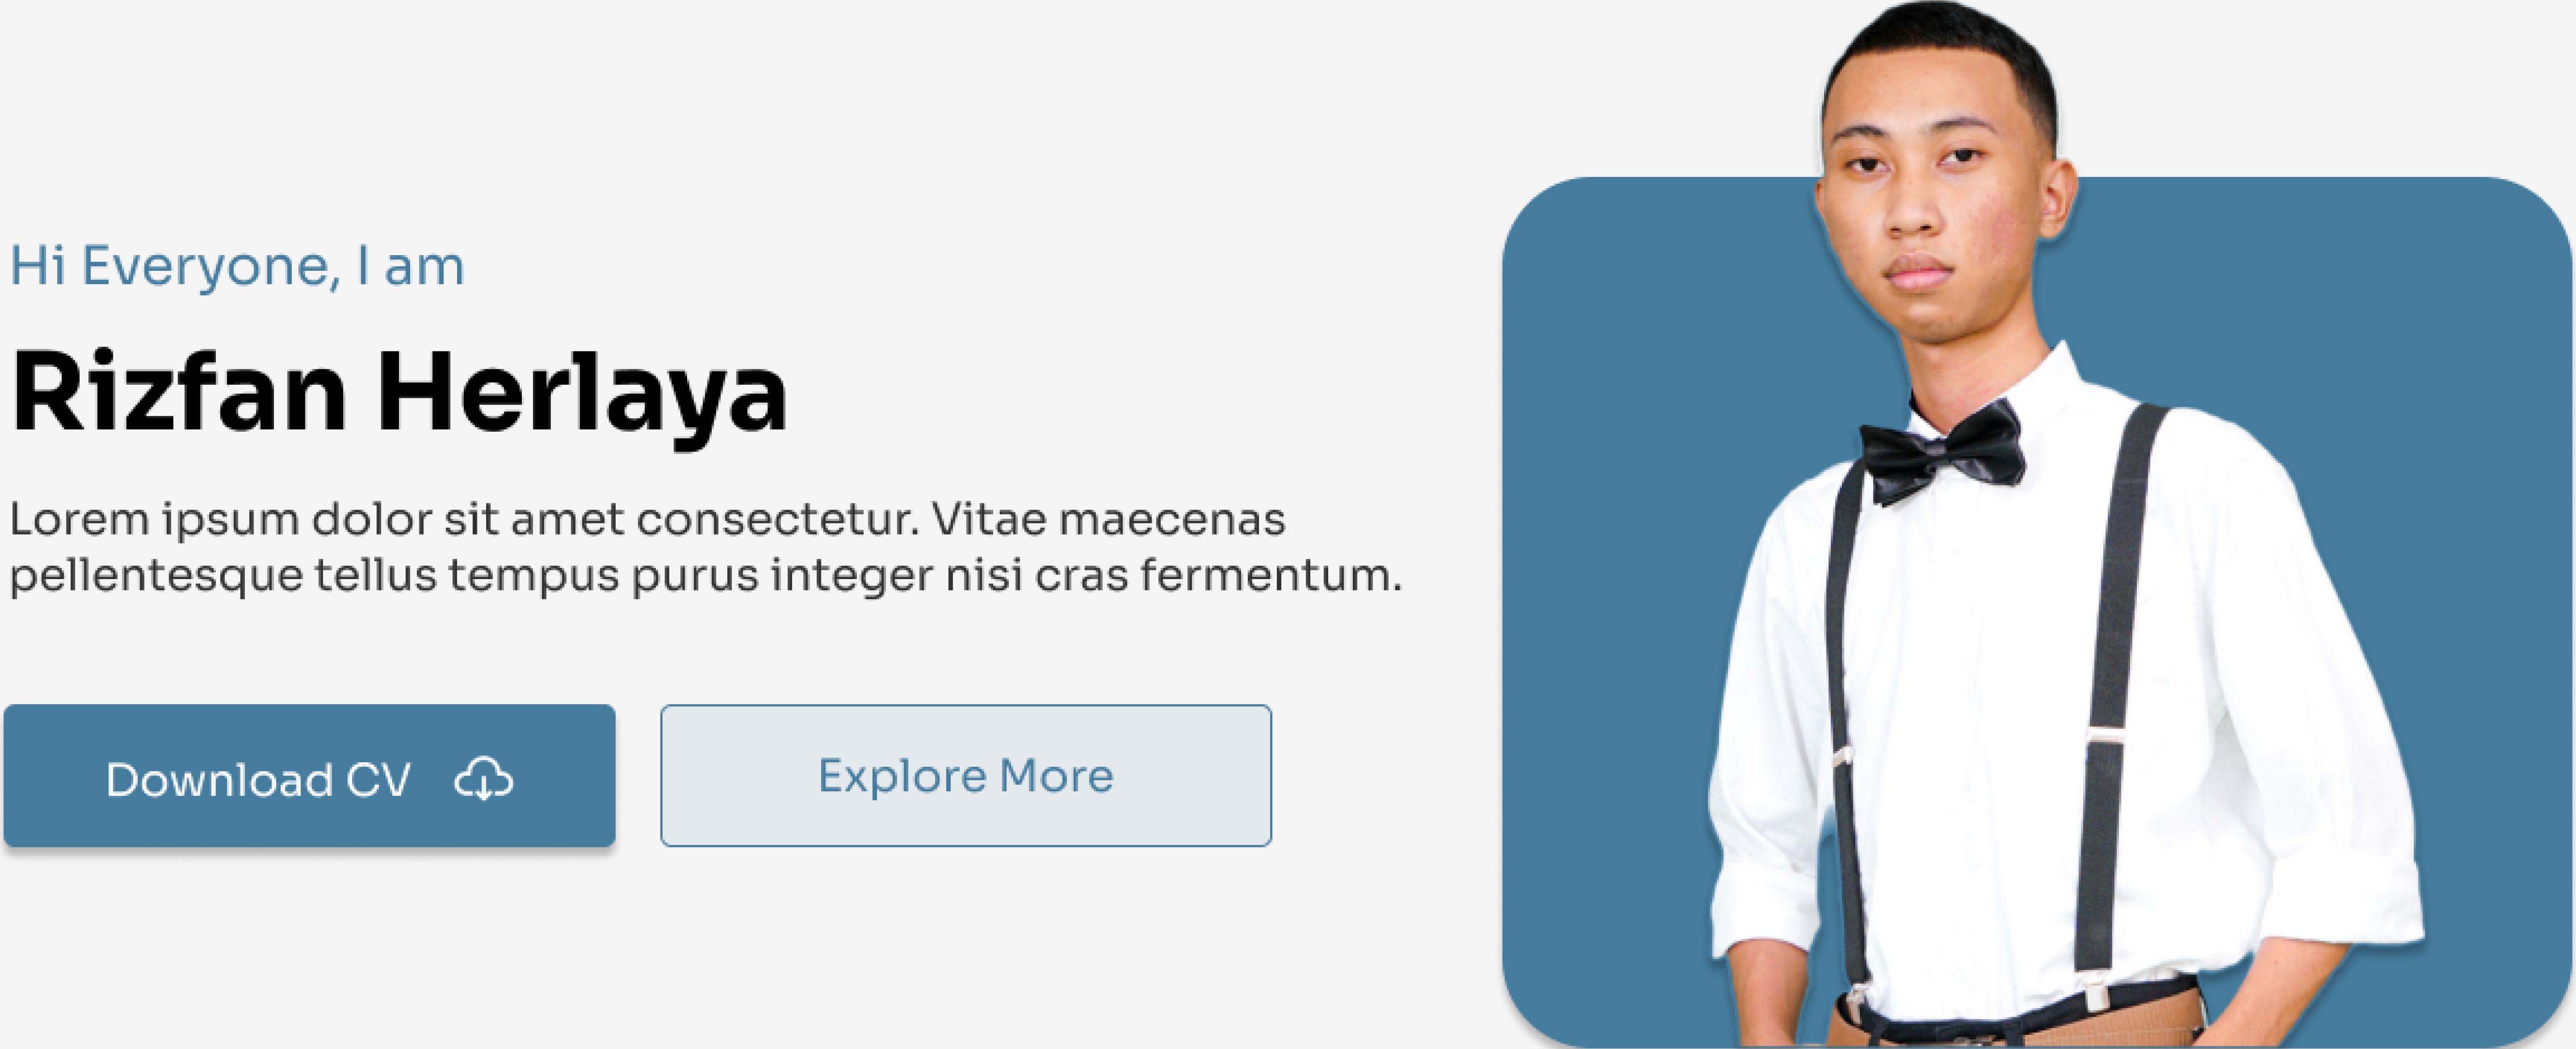 Hi Everyone, I am
Rizfan Herlaya
Lorem ipsum dolor sit amet consectetur. Vitae maecenas
pellentesque tellus tempus purus integer nisi cras fermentum.
Download CV
Explore More